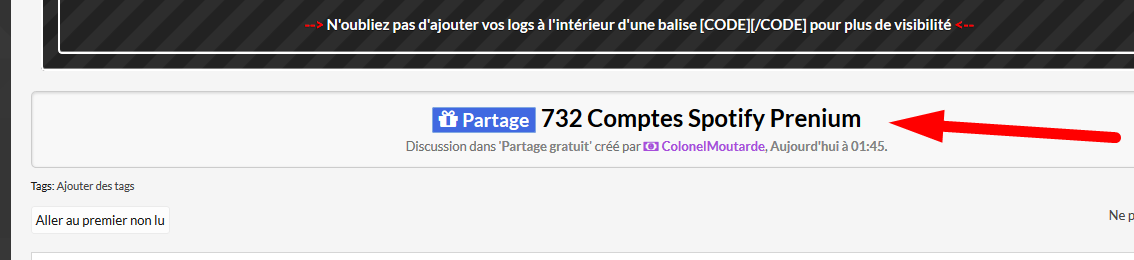 --> N'oubliez pas d'ajouter vos logs à l'intérieur d'une balise [CODE][/CODE] pour plus de visibilité <--
Partage 732 Comptes Spotify Prenium
Discussion dans 'Partage gratuit' créé par ColonelMoutarde, Aujourd'hui à 01:45.
Tags: Ajouter des tags
Aller au premier non lu
Ne p